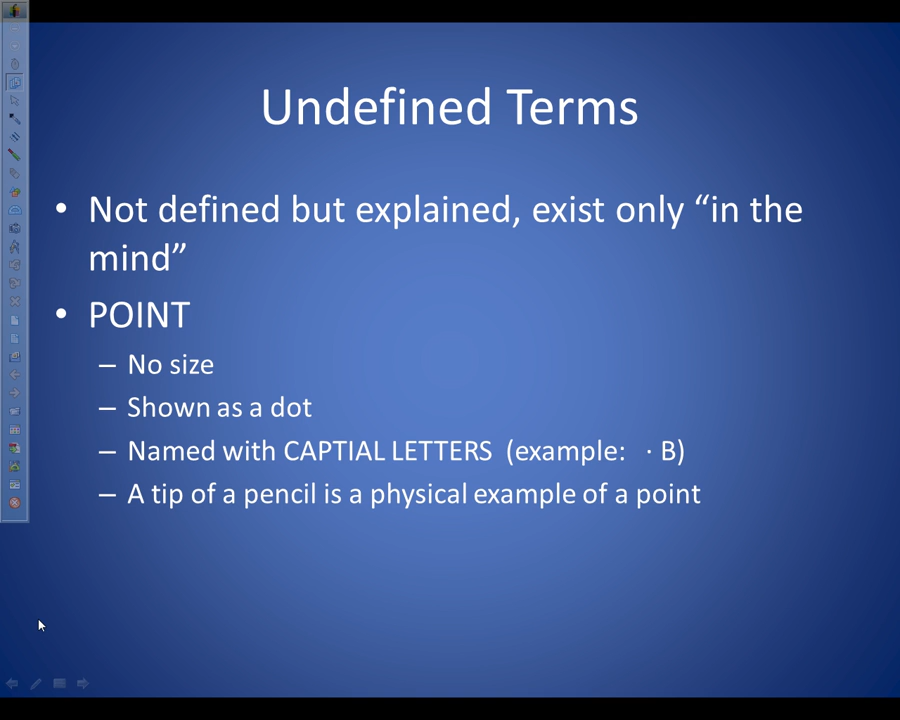 Undefined Terms
• Not defined but explained, exist only “in the
mind”
• POINT
– No size
– Shown as a dot
– Named with CAPTIAL LETTERS (example: · B)
– A tip of a pencil is a physical example of a point